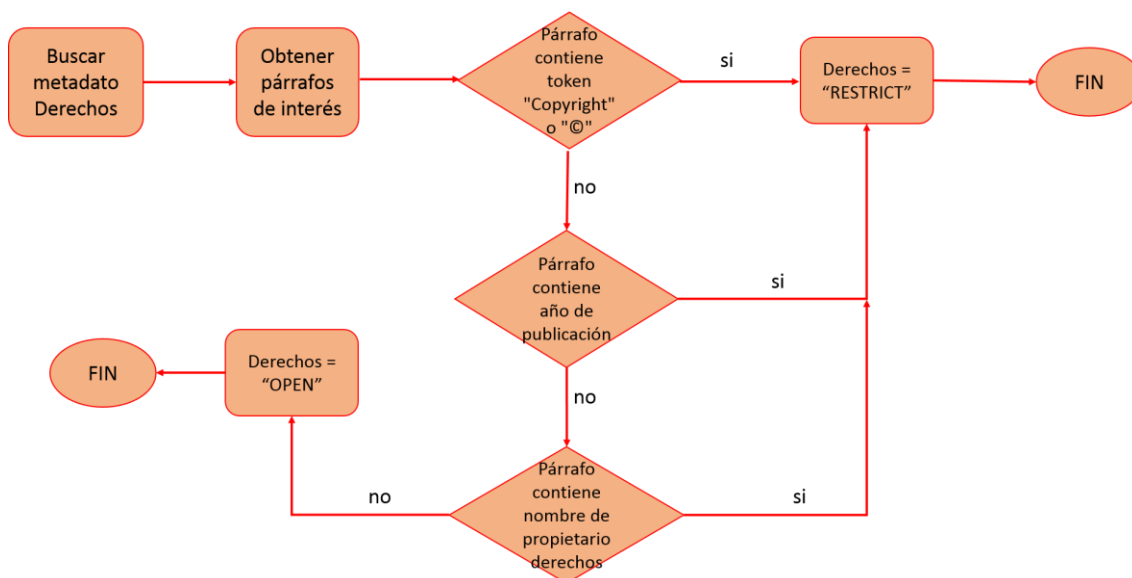 Buscar
metadato
Derechos
Obtener
párrafos
de interés
Párrafo
contiene
token
"Copyright"
o "©"
si
Derechos =
“RESTRICT”
FIN
no
Párrafo
contiene
año de
publicación
si
no
Párrafo
contiene
nombre de
propietario
derechos
si
no
Derechos =
“OPEN”
FIN